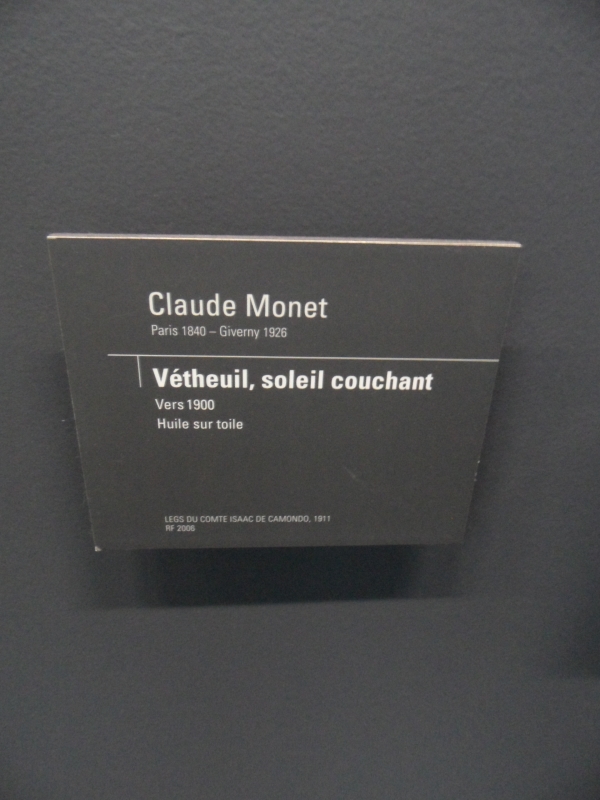 Claude Monet
Paris 1840 – Giverny 1926
Vétheuil, soleil couchant
Vers 1900
Huile sur toile
LEGS DU COMTE ISAAC DE CAMONDO, 1911
RF 2006